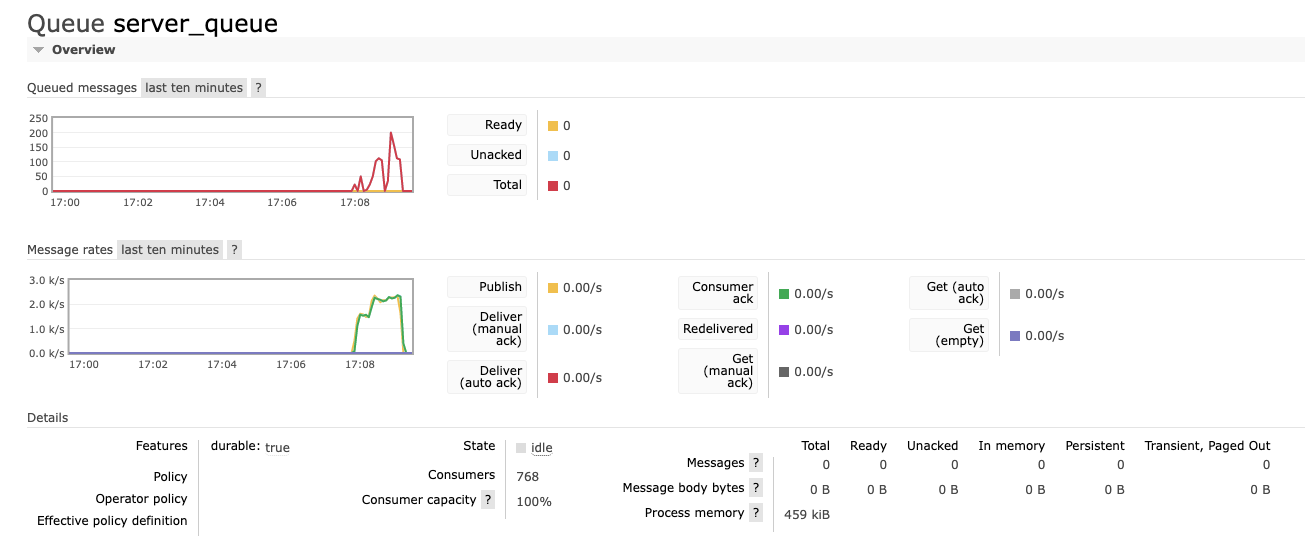 Queue server_queue
Overview
Queued messages last ten minutes ?
250
200
150
100
50
0
17:00 17:02 17:04 17:06 17:08
Ready 0
Unacked 0
Total 0
Message rates last ten minutes ?
3.0 k/s
2.0 k/s
1.0 k/s
0.0 k/s
17:00 17:02 17:04 17:06 17:08
Publish 0.00/s
Deliver
(manual 0.00/s
ack)
Deliver
(auto ack) 0.00/s
Consumer
ack 0.00/s
Redelivered 0.00/s
Get
(manual 0.00/s
ack)
Get (auto
ack) 0.00/s
Get
(empty) 0.00/s
Details
Features durable: true
Policy
Operator policy
Effective policy definition
State idle
Consumers 768
Consumer capacity ? 100%
Total Ready Unacked In memory Persistent Transient, Paged Out
Messages ? 0 0 0 0 0 0
Message body bytes ? 0 B 0 B 0 B 0 B 0 B 0 B
Process memory ? 459 kiB